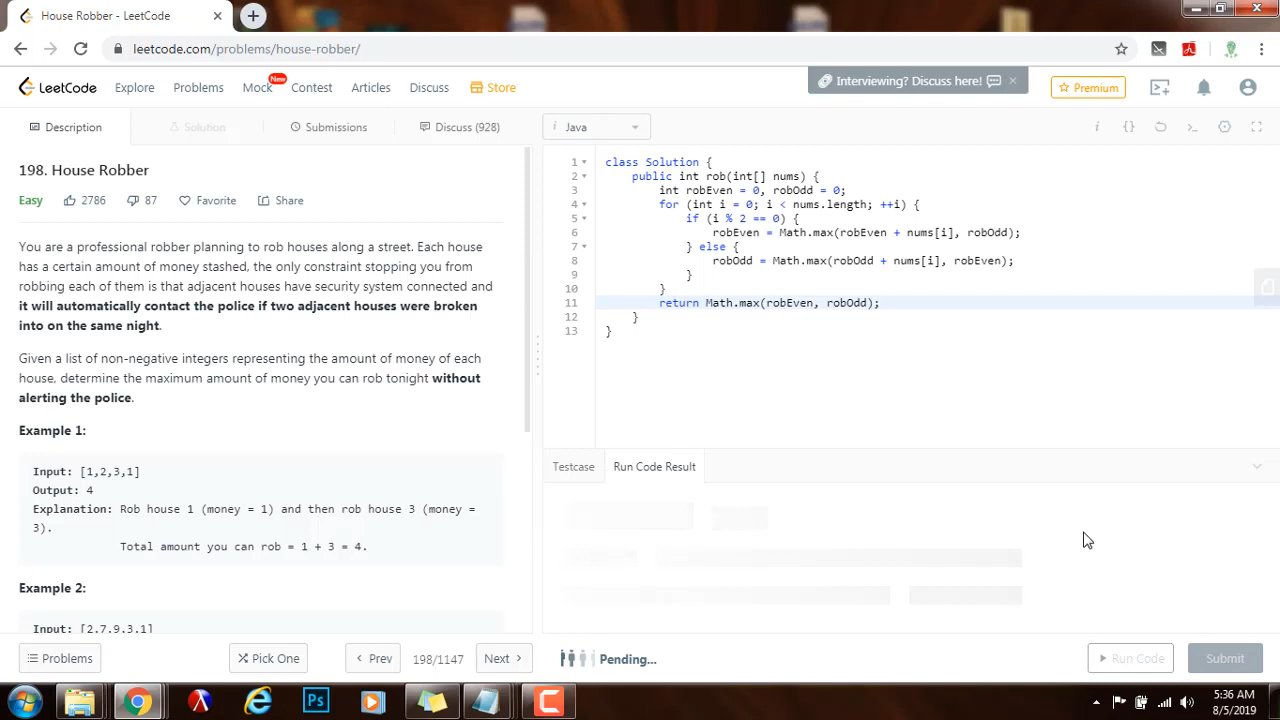 House Robber - LeetCode
leetcode.com/problems/house-robber/
LeetCode Explore Problems Mock New Contest Articles Discuss Store
Interviewing? Discuss here!
Premium
Description Solution Submissions Discuss (928)
i Java
198. House Robber
Easy 2786 87 Favorite Share
You are a professional robber planning to rob houses along a street. Each house
has a certain amount of money stashed, the only constraint stopping you from
robbing each of them is that adjacent houses have security system connected and
it will automatically contact the police if two adjacent houses were broken
into on the same night.
Given a list of non-negative integers representing the amount of money of each
house, determine the maximum amount of money you can rob tonight without
alerting the police.
Example 1:
Input: [1,2,3,1]
Output: 4
Explanation: Rob house 1 (money = 1) and then rob house 3 (money =
3).
Total amount you can rob = 1 + 3 = 4.
Example 2:
Input: [2,7,9,3,1]
Problems Pick One Prev 198/1147 Next
1 class Solution {
2 public int rob(int[] nums) {
3 int robEven = 0, robOdd = 0;
4 for (int i = 0; i < nums.length; ++i) {
5 if (i % 2 == 0) {
6 robEven = Math.max(robEven + nums[i], robOdd);
7 } else {
8 robOdd = Math.max(robOdd + nums[i], robEven);
9 }
10 }
11 return Math.max(robEven, robOdd);
12 }
13 }
Testcase Run Code Result
Pending... Run Code Submit
5:36 AM
8/5/2019